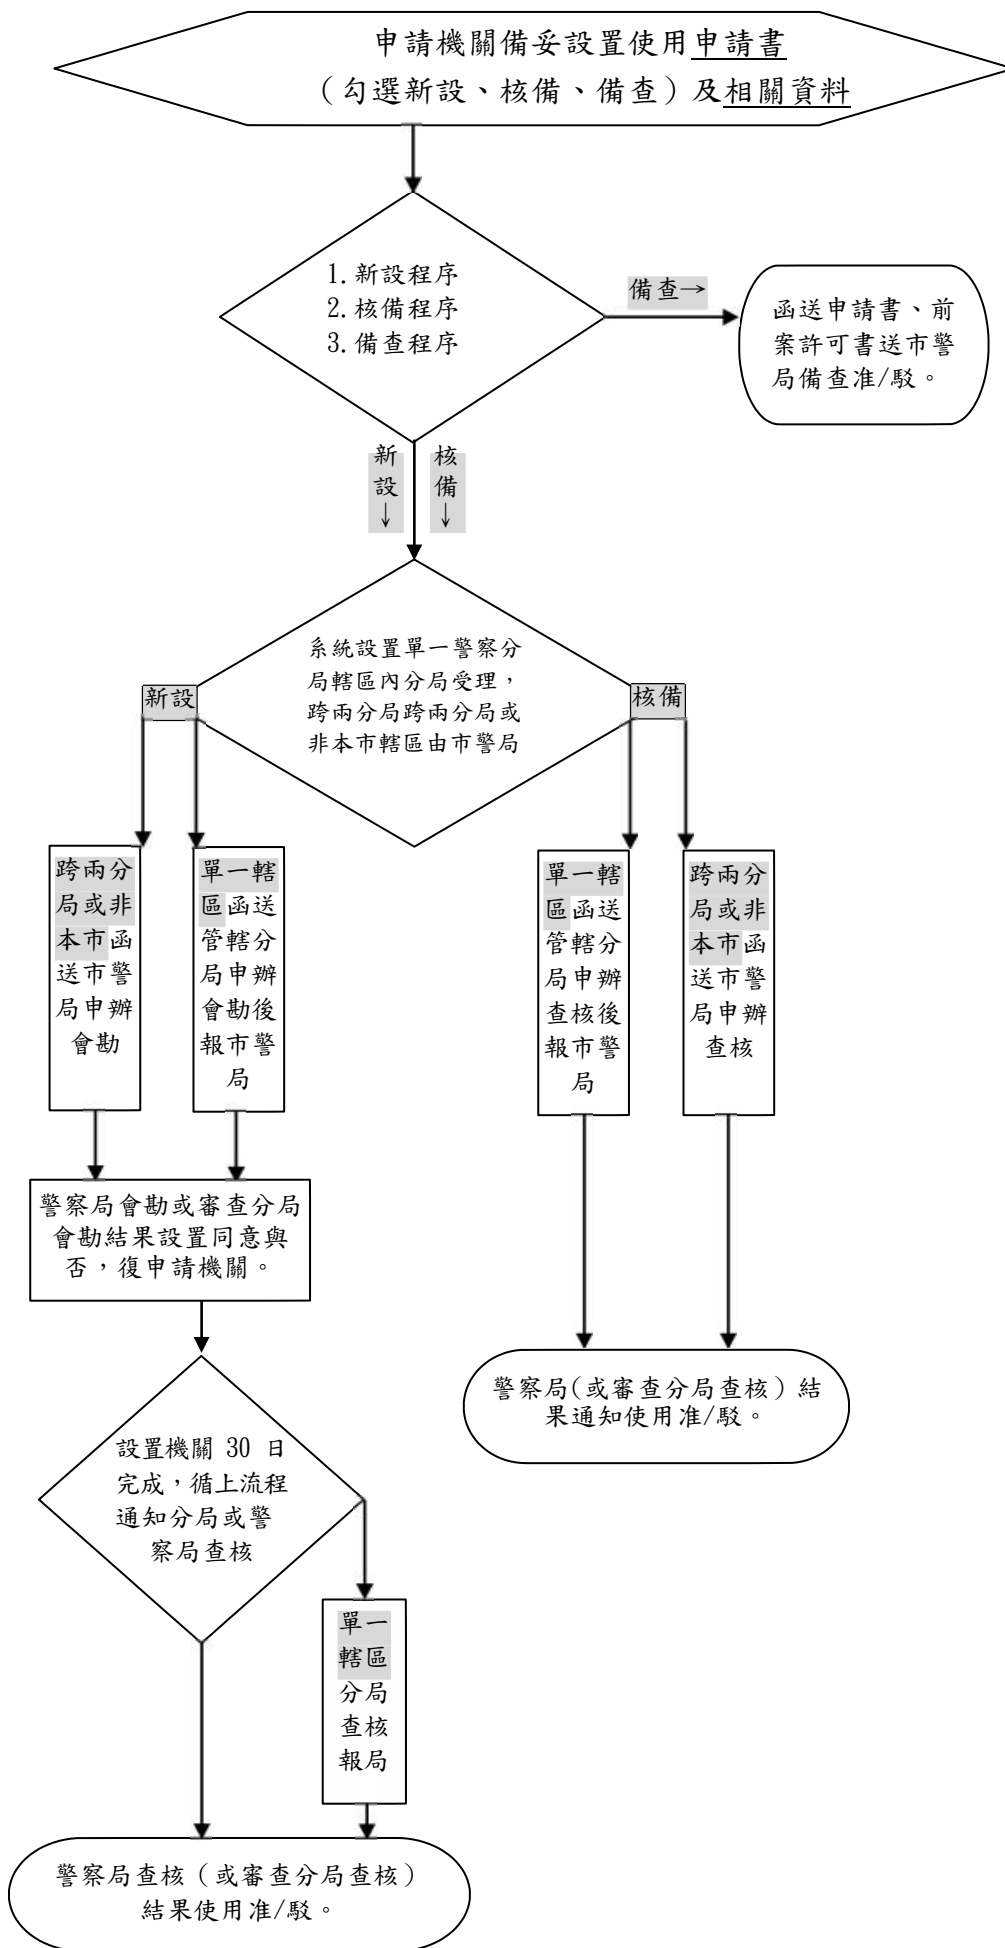 申請機關備妥設置使用申請書
（勾選新設、核備、備查）及相關資料
1.新設程序
2.核備程序
3.備查程序
備查→
函送申請書、前
案許可書送市警
局備查准/駁。
新
設
↓
核
備
↓
系統設置單一警察分
局轄區內分局受理，
跨兩分局跨兩分局或
非本市轄區由市警局
新設
核備
跨兩分
局或非
本市函
送市警
局申辦
會勘
單一轄
區函送
管轄分
局申辦
會勘後
報市警
局
單一轄
區函送
管轄分
局申辦
查核後
報市警
局
跨兩分
局或非
本市函
送市警
局申辦
查核
警察局會勘或審查分局
會勘結果設置同意與
否，復申請機關。
警察局(或審查分局查核）結
果通知使用准/駁。
設置機關 30 日
完成，循上流程
通知分局或警
察局查核
單一
轄區
分局
查核
報局
警察局查核（或審查分局查核）
結果使用准/駁。